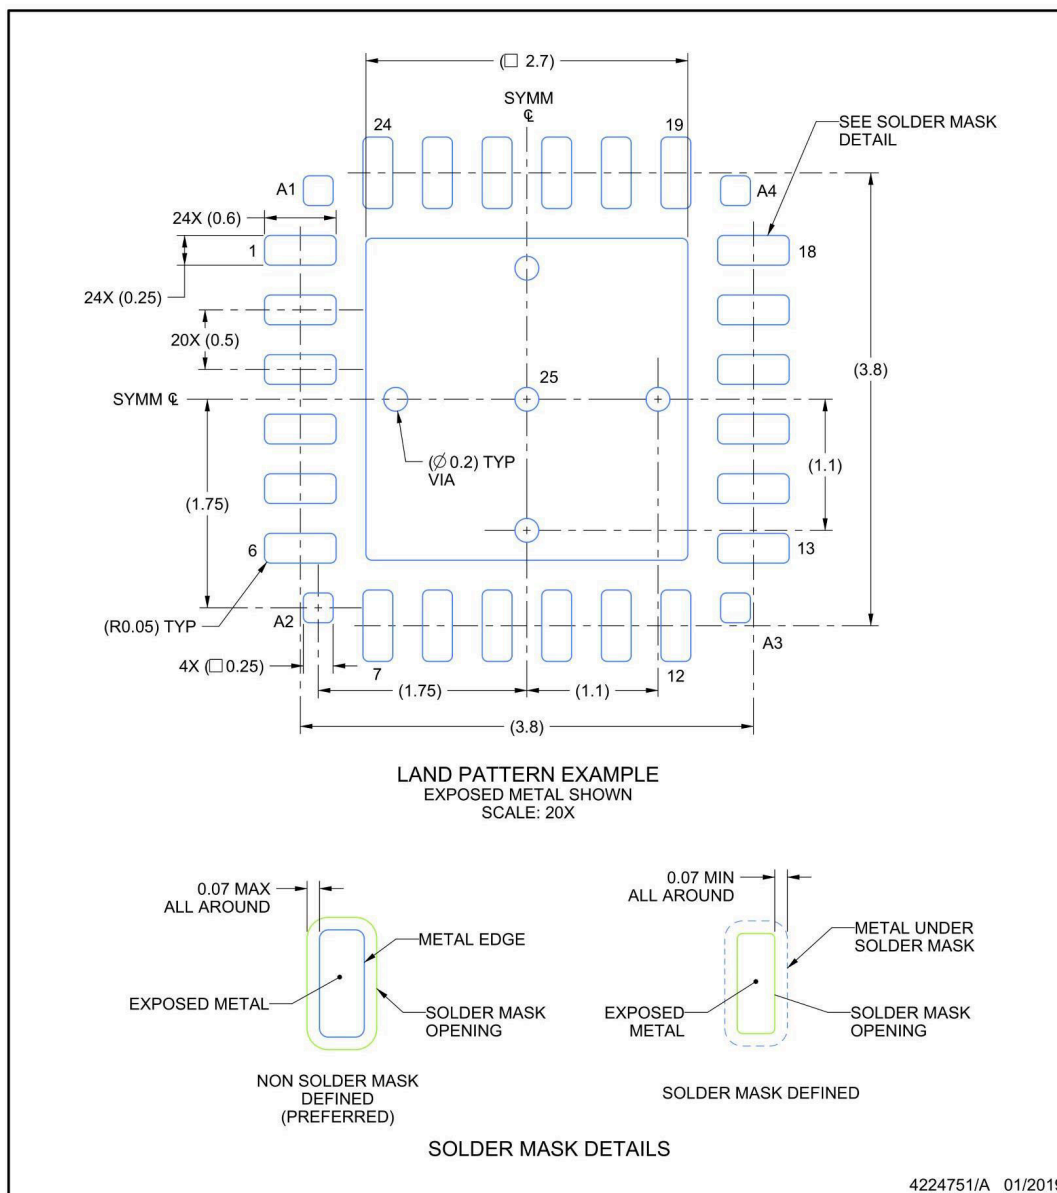 (□ 2.7)
SYMM
℄
24
19
SEE SOLDER MASK
DETAIL
A1
A4
24X (0.6)
1
18
24X (0.25)
20X (0.5)
(3.8)
25
SYMM ℄
(Ø 0.2) TYP
VIA
(1.1)
(1.75)
6
13
(R0.05) TYP
A2
A3
4X (□ 0.25)
7
12
(1.75)
(1.1)
(3.8)
LAND PATTERN EXAMPLE
EXPOSED METAL SHOWN
SCALE: 20X
0.07 MAX
ALL AROUND
METAL EDGE
EXPOSED METAL
SOLDER MASK
OPENING
NON SOLDER MASK
DEFINED
(PREFERRED)
0.07 MIN
ALL AROUND
METAL UNDER
SOLDER MASK
EXPOSED
METAL
SOLDER MASK
OPENING
SOLDER MASK DEFINED
SOLDER MASK DETAILS
4224751/A 01/2019